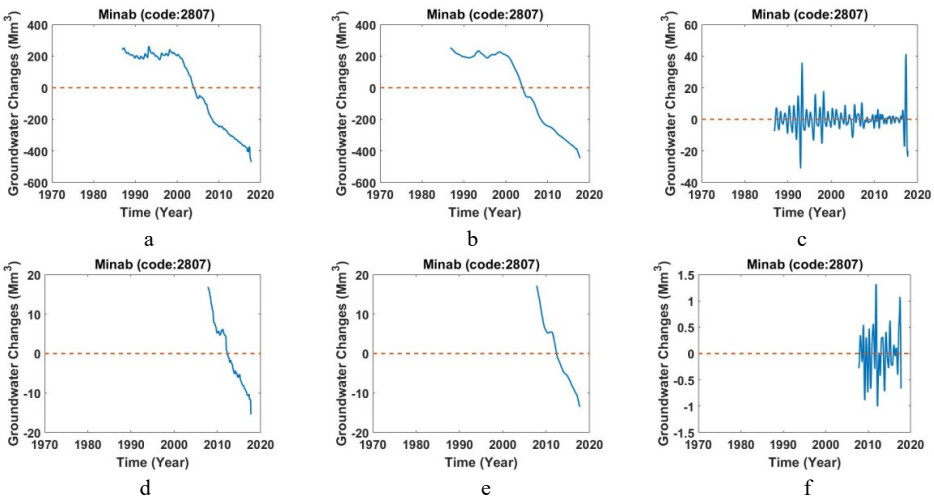 Minab (code:2807) Minab (code:2807) Minab (code:2807)
Groundwater Changes (Mm³)
400
200
0
-200
-400
-600
1970 1980 1990 2000 2010 2020
Time (Year)
a
Groundwater Changes (Mm³)
400
200
0
-200
-400
-600
1970 1980 1990 2000 2010 2020
Time (Year)
b
Groundwater Changes (Mm³)
60
40
20
0
-20
-40
1970 1980 1990 2000 2010 2020
Time (Year)
c
Minab (code:2807) Minab (code:2807) Minab (code:2807)
Groundwater Changes (Mm³)
20
10
0
-10
-20
1970 1980 1990 2000 2010 2020
Time (Year)
d
Groundwater Changes (Mm³)
20
10
0
-10
-20
1970 1980 1990 2000 2010 2020
Time (Year)
e
Groundwater Changes (Mm³)
1.5
1
0.5
0
-0.5
-1
-1.5
1970 1980 1990 2000 2010 2020
Time (Year)
f